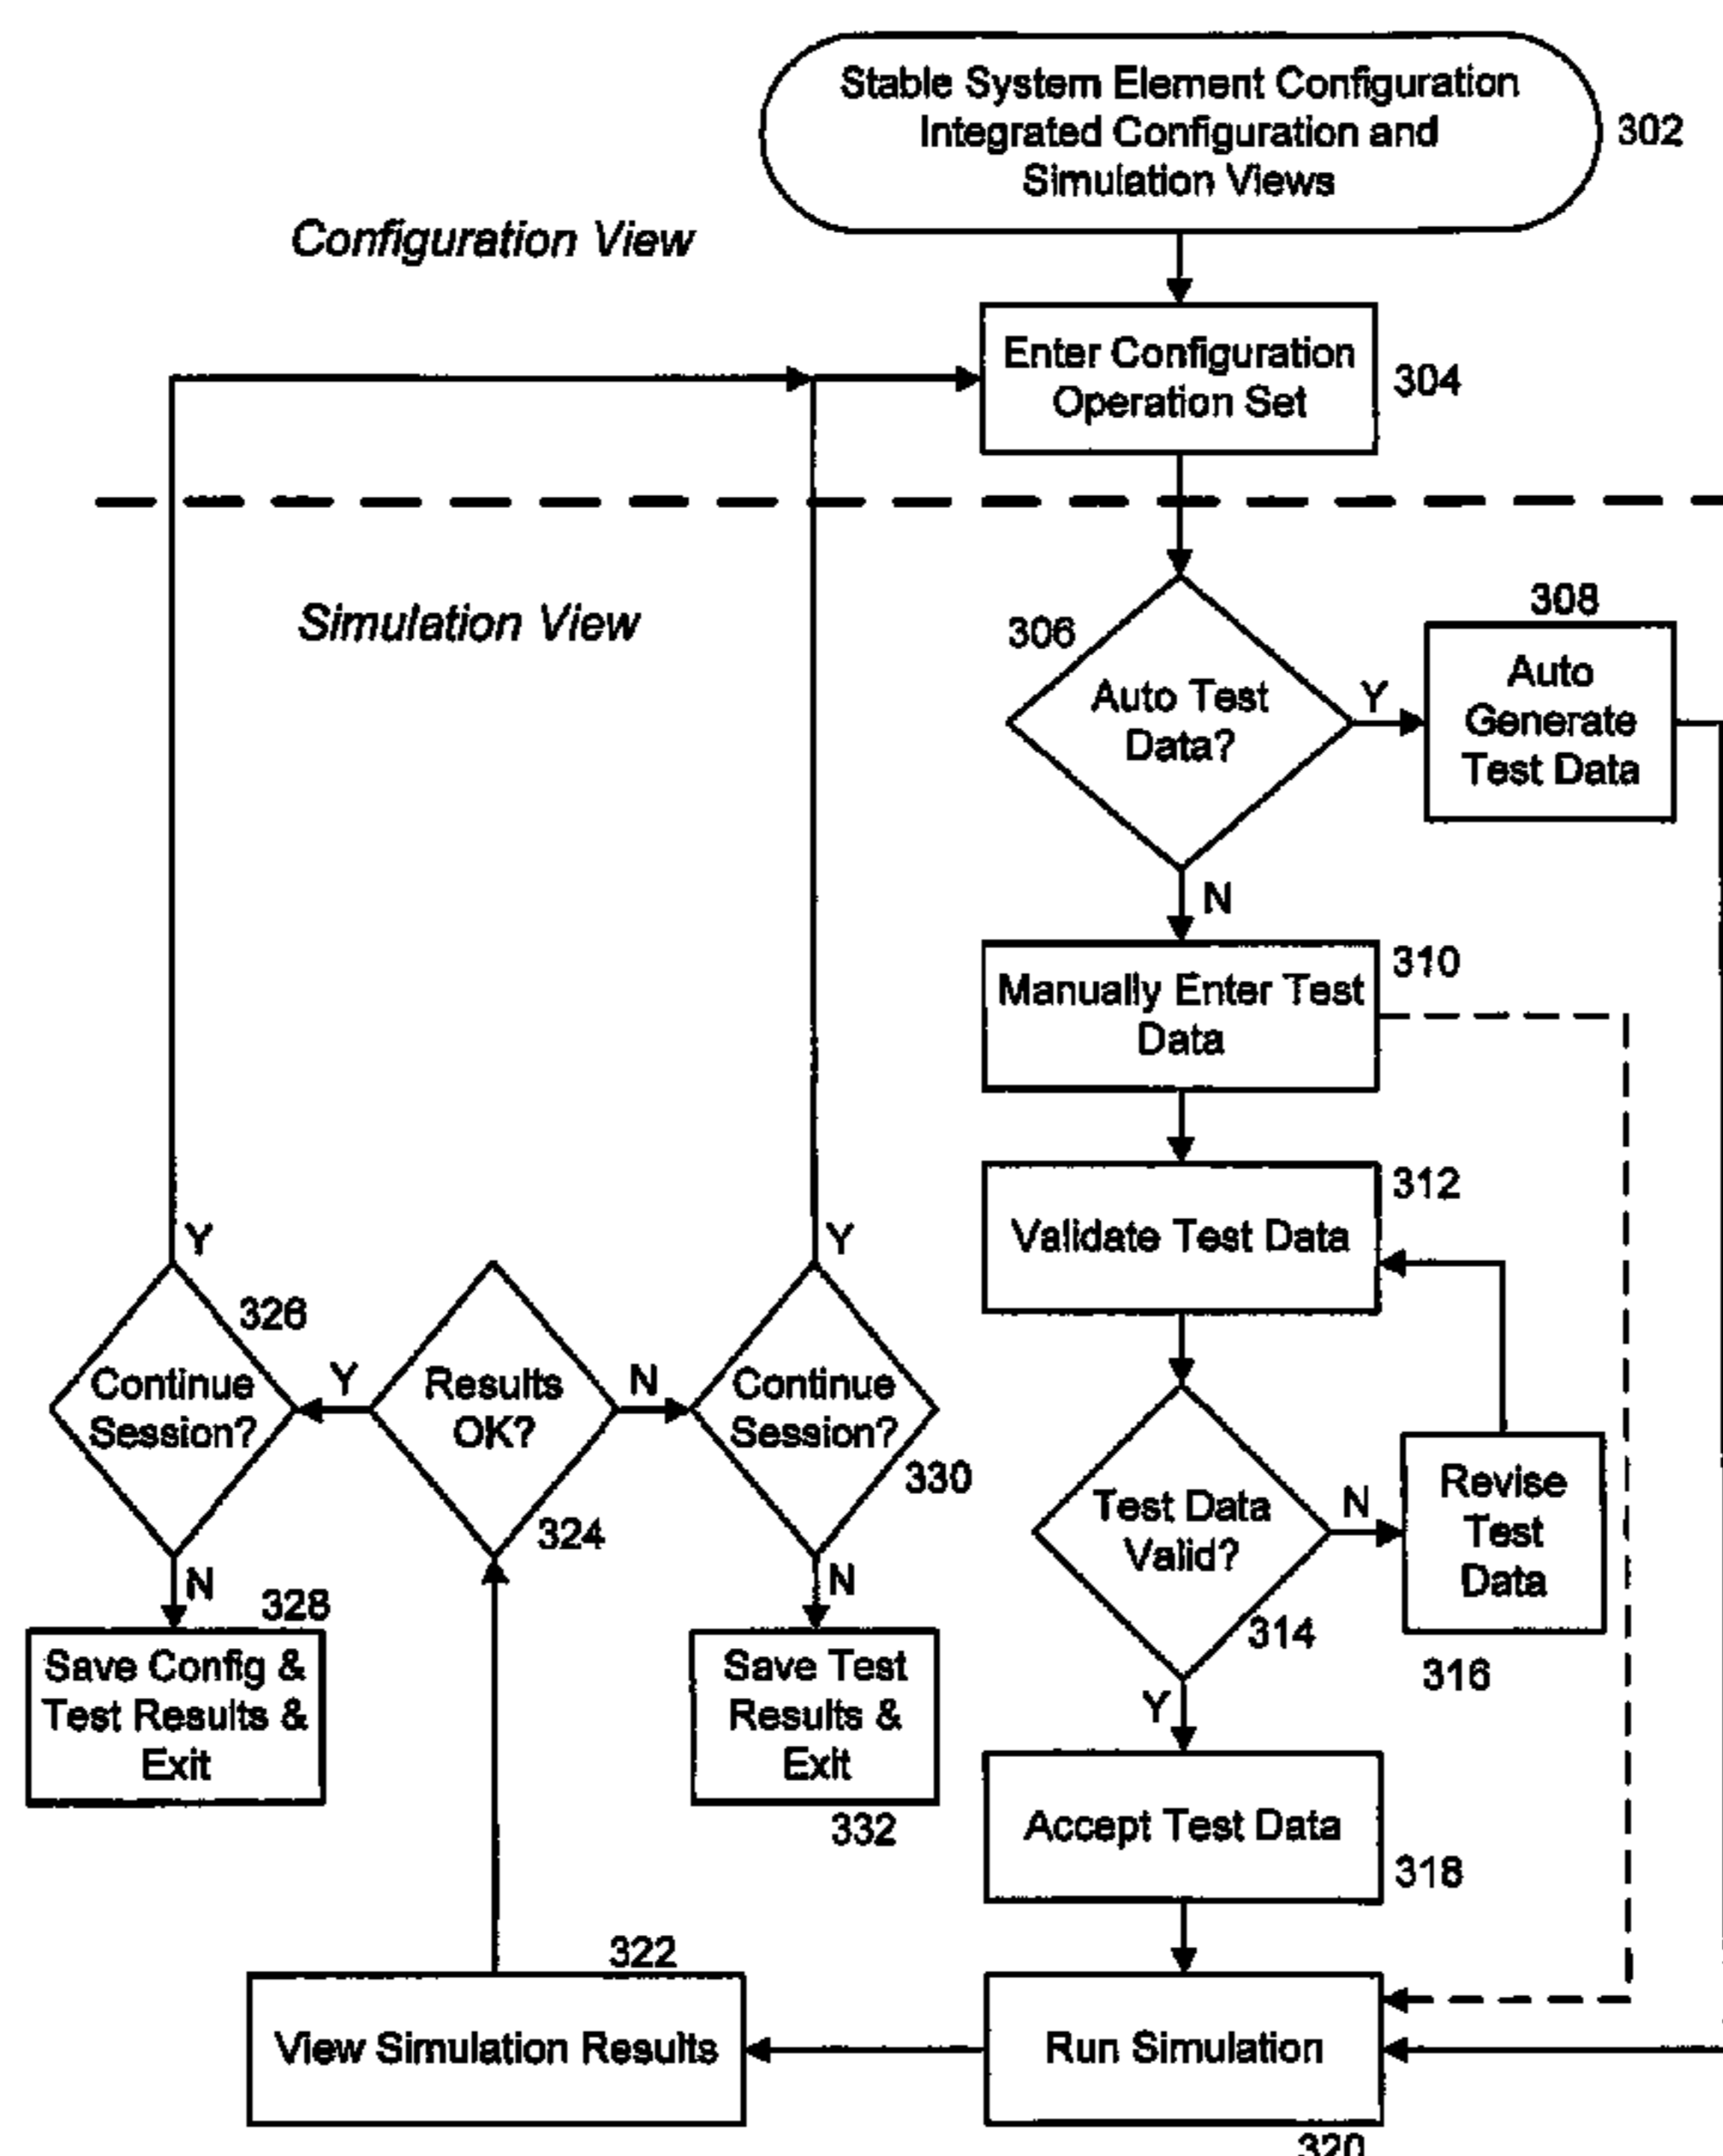 Stable System Element Configuration
Integrated Configuration and
Simulation Views
302
Configuration View
Enter Configuration
Operation Set
304
Simulation View
306
Auto Test
Data?
Y
308
Auto
Generate
Test Data
N
310
Manually Enter Test
Data
312
Validate Test Data
Y
326
Continue
Session?
Y
Results
OK?
324
N
Y
Continue
Session?
330
Test Data
Valid?
314
N
Revise
Test
Data
316
N
328
Save Config &
Test Results &
Exit
N
Save Test
Results &
Exit
332
Y
Accept Test Data
318
322
View Simulation Results
Run Simulation
320